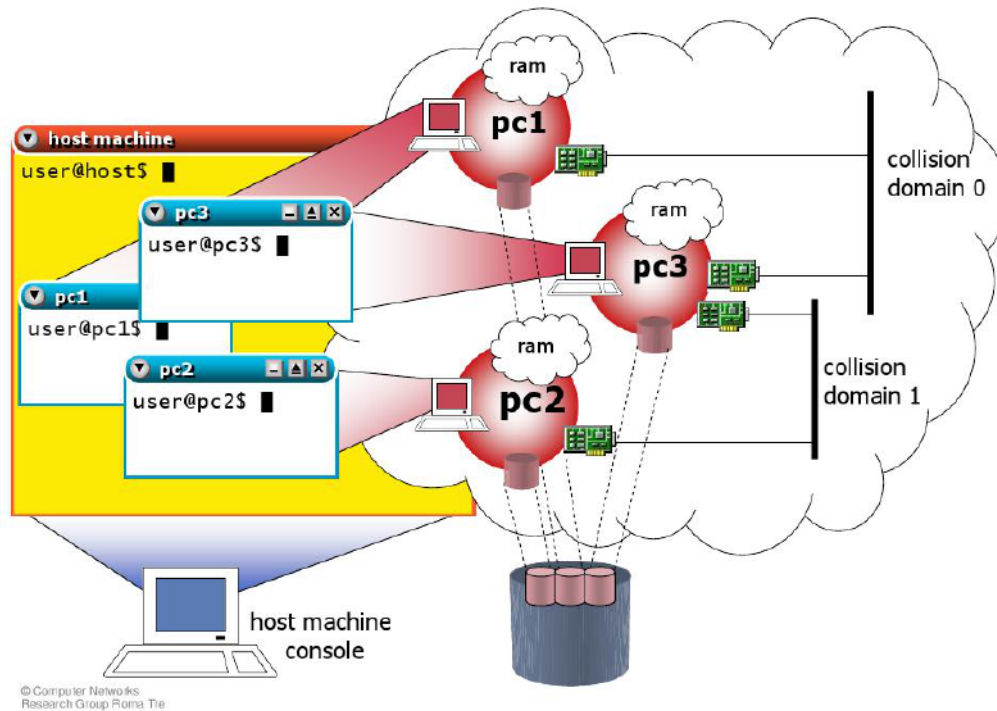 ram
pc1
host machine
user@host$
collision
domain 0
ram
pc3
user@pc3$
pc3
pc1
user@pc1$
ram
collision
domain 1
pc2
user@pc2$
pc2
host machine
console
© Computer Networks
Research Group Roma Tre